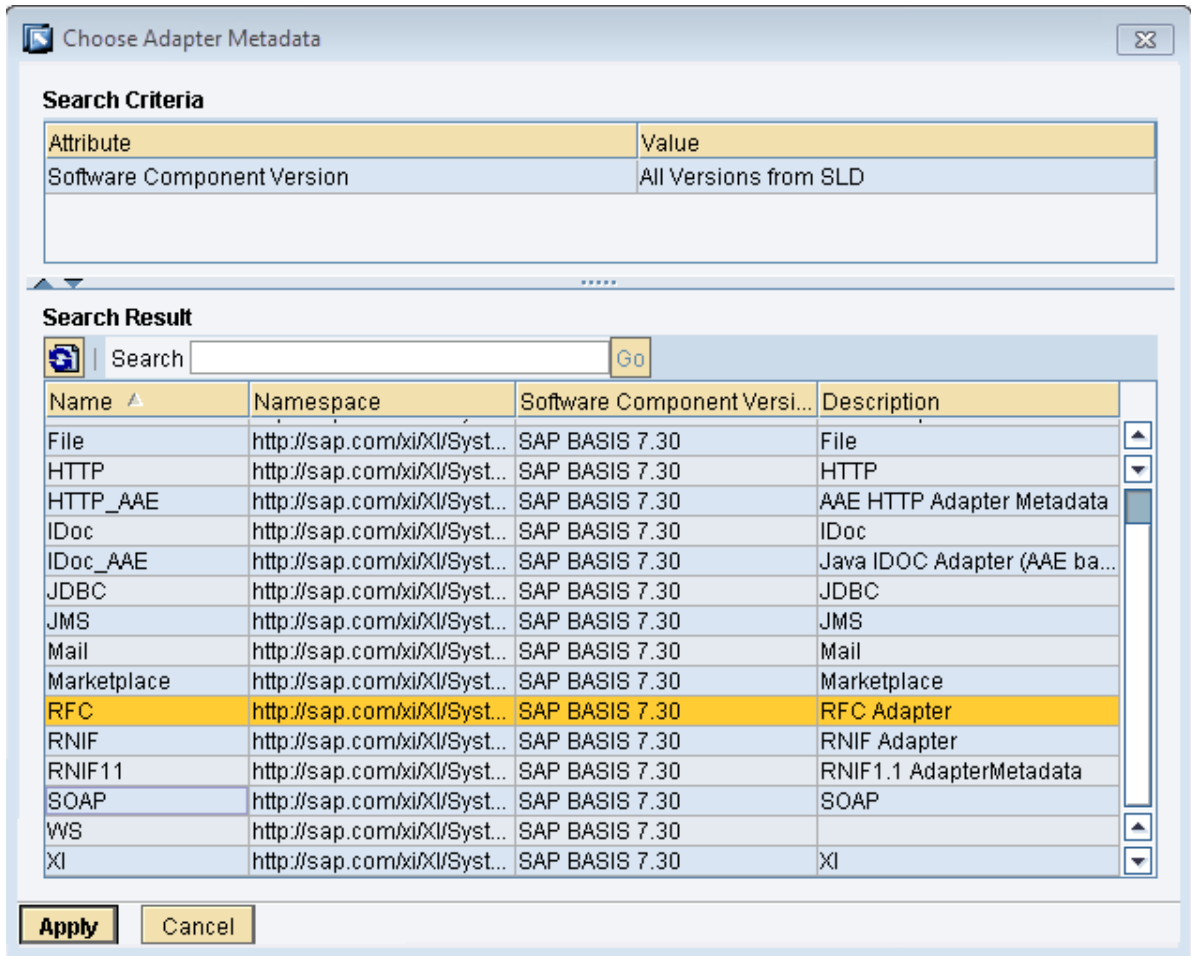 Choose Adapter Metadata
Search Criteria
Attribute Value
Software Component Version All Versions from SLD
Search Result
Search Go
Name Namespace Software Component Versi... Description
File http://sap.com/xi/XI/Syst... SAP BASIS 7.30 File
HTTP http://sap.com/xi/XI/Syst... SAP BASIS 7.30 HTTP
HTTP_AAE http://sap.com/xi/XI/Syst... SAP BASIS 7.30 AAE HTTP Adapter Metadata
IDoc http://sap.com/xi/XI/Syst... SAP BASIS 7.30 IDoc
IDoc_AAE http://sap.com/xi/XI/Syst... SAP BASIS 7.30 Java IDOC Adapter (AAE ba...
JDBC http://sap.com/xi/XI/Syst... SAP BASIS 7.30 JDBC
JMS http://sap.com/xi/XI/Syst... SAP BASIS 7.30 JMS
Mail http://sap.com/xi/XI/Syst... SAP BASIS 7.30 Mail
Marketplace http://sap.com/xi/XI/Syst... SAP BASIS 7.30 Marketplace
RFC http://sap.com/xi/XI/Syst... SAP BASIS 7.30 RFC Adapter
RNIF http://sap.com/xi/XI/Syst... SAP BASIS 7.30 RNIF Adapter
RNIF11 http://sap.com/xi/XI/Syst... SAP BASIS 7.30 RNIF1.1 AdapterMetadata
SOAP http://sap.com/xi/XI/Syst... SAP BASIS 7.30 SOAP
WS http://sap.com/xi/XI/Syst... SAP BASIS 7.30
XI http://sap.com/xi/XI/Syst... SAP BASIS 7.30 XI
Apply Cancel